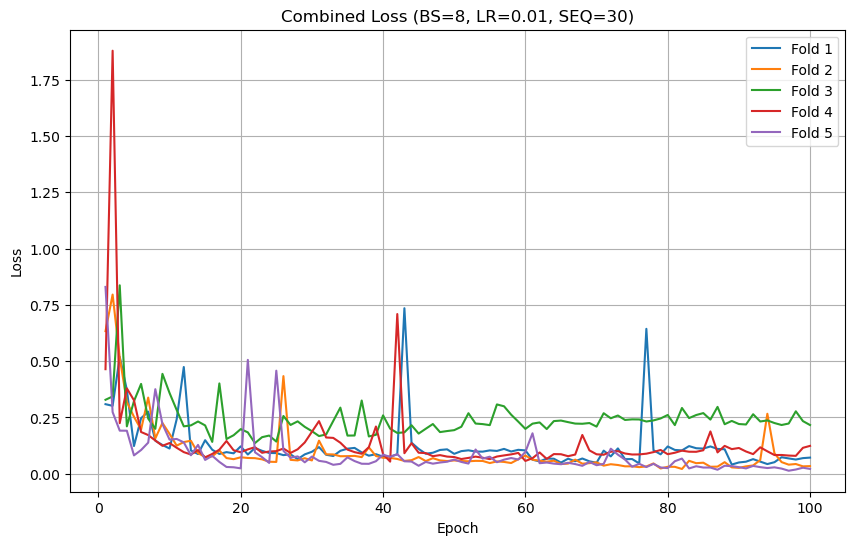 Combined Loss (BS=8, LR=0.01, SEQ=30)
Fold 1
Fold 2
Fold 3
Fold 4
Fold 5
1.75
1.50
1.25
1.00
0.75
0.50
0.25
0.00
Loss
0 20 40 60 80 100
Epoch